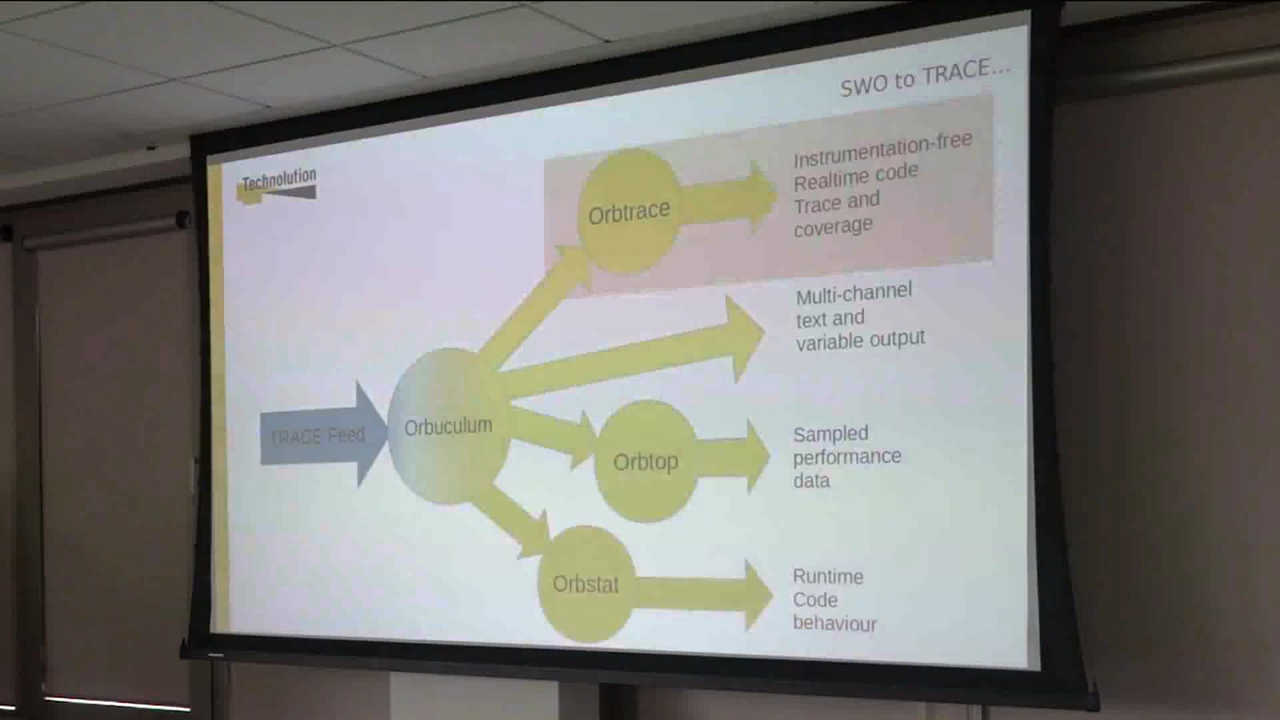 SWO to TRACE...
Technolution
Orbtrace
Instrumentation-free
Realtime code
Trace and
coverage
Multi-channel
text and
variable output
TRACE Feed
Orbuculum
Orbtop
Sampled
performance
data
Orbstat
Runtime
Code
behaviour